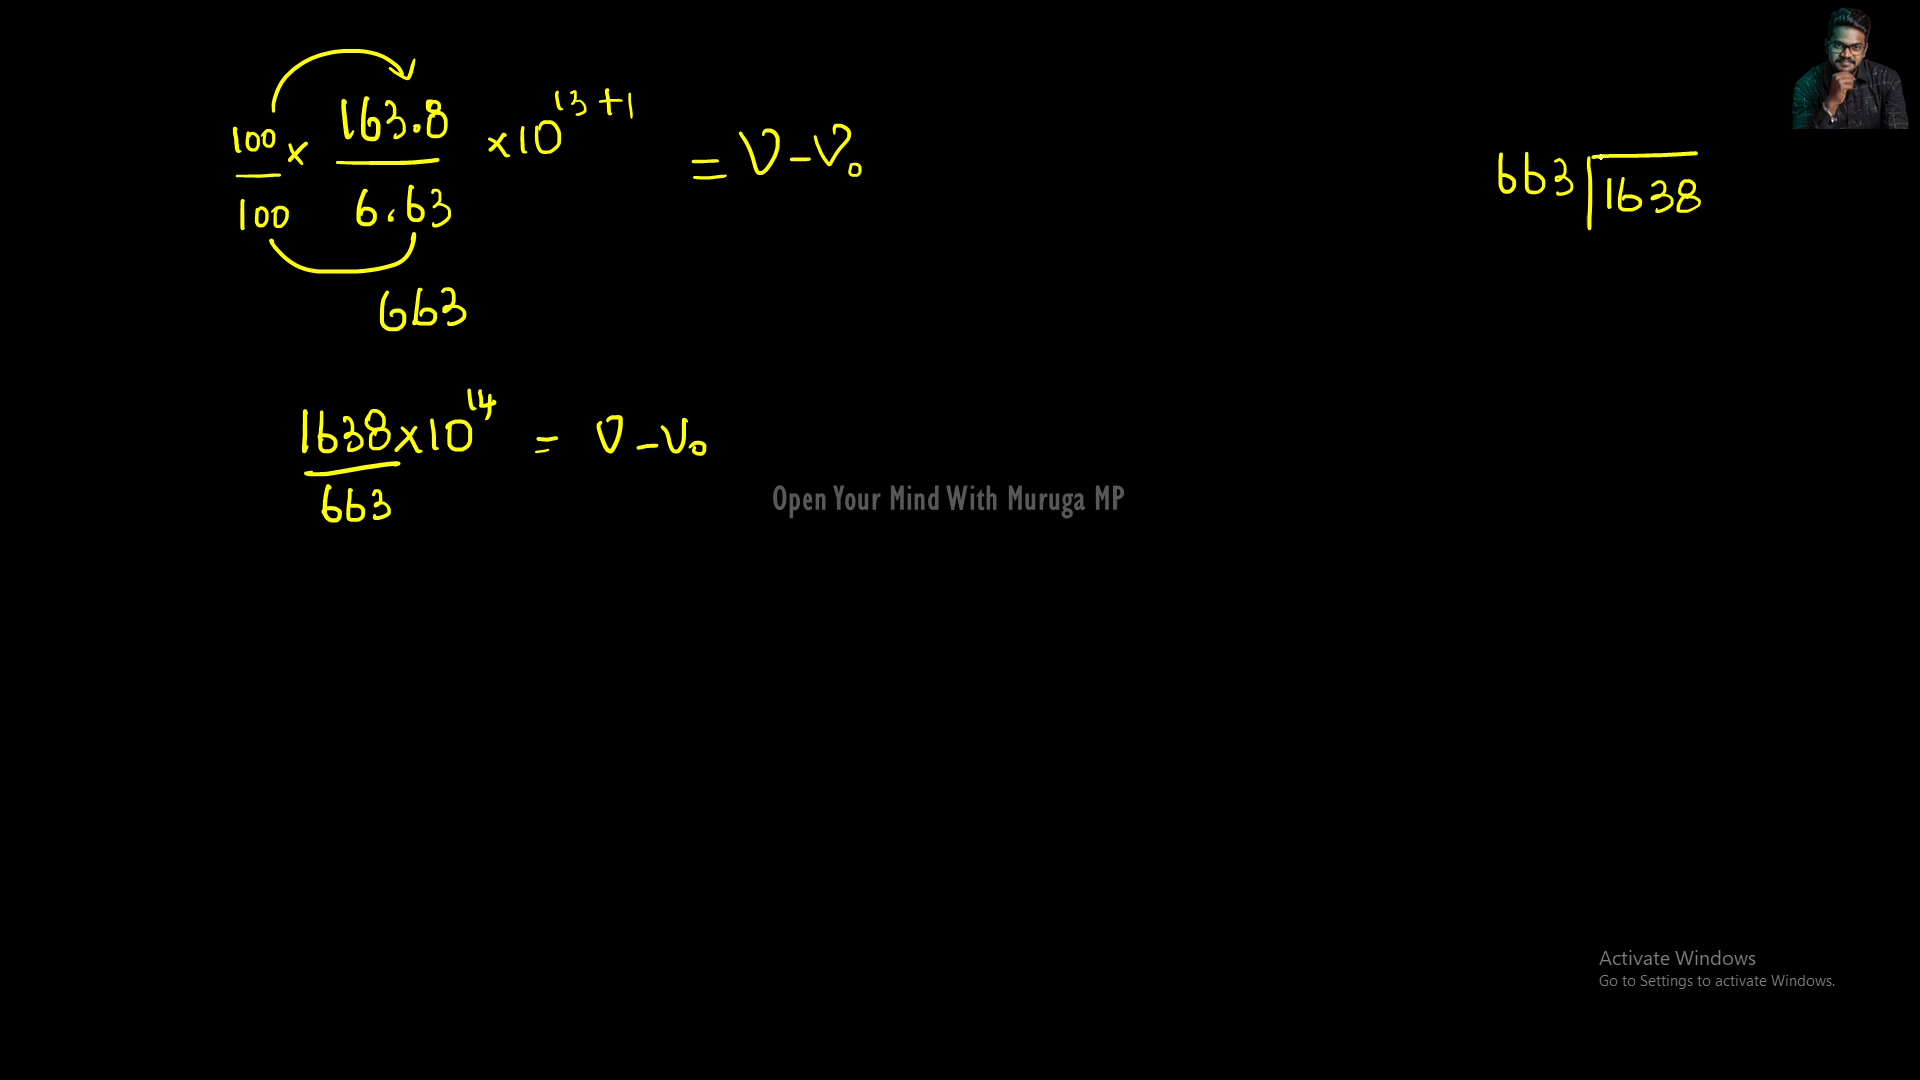 100/100 × 163.8/6.63 ×10^13+1 = ν-ν₀
663
1638/663 ×10^14 = ν-ν₀
663 | 1638
Open Your Mind With Muruga MP
Activate Windows
Go to Settings to activate Windows.